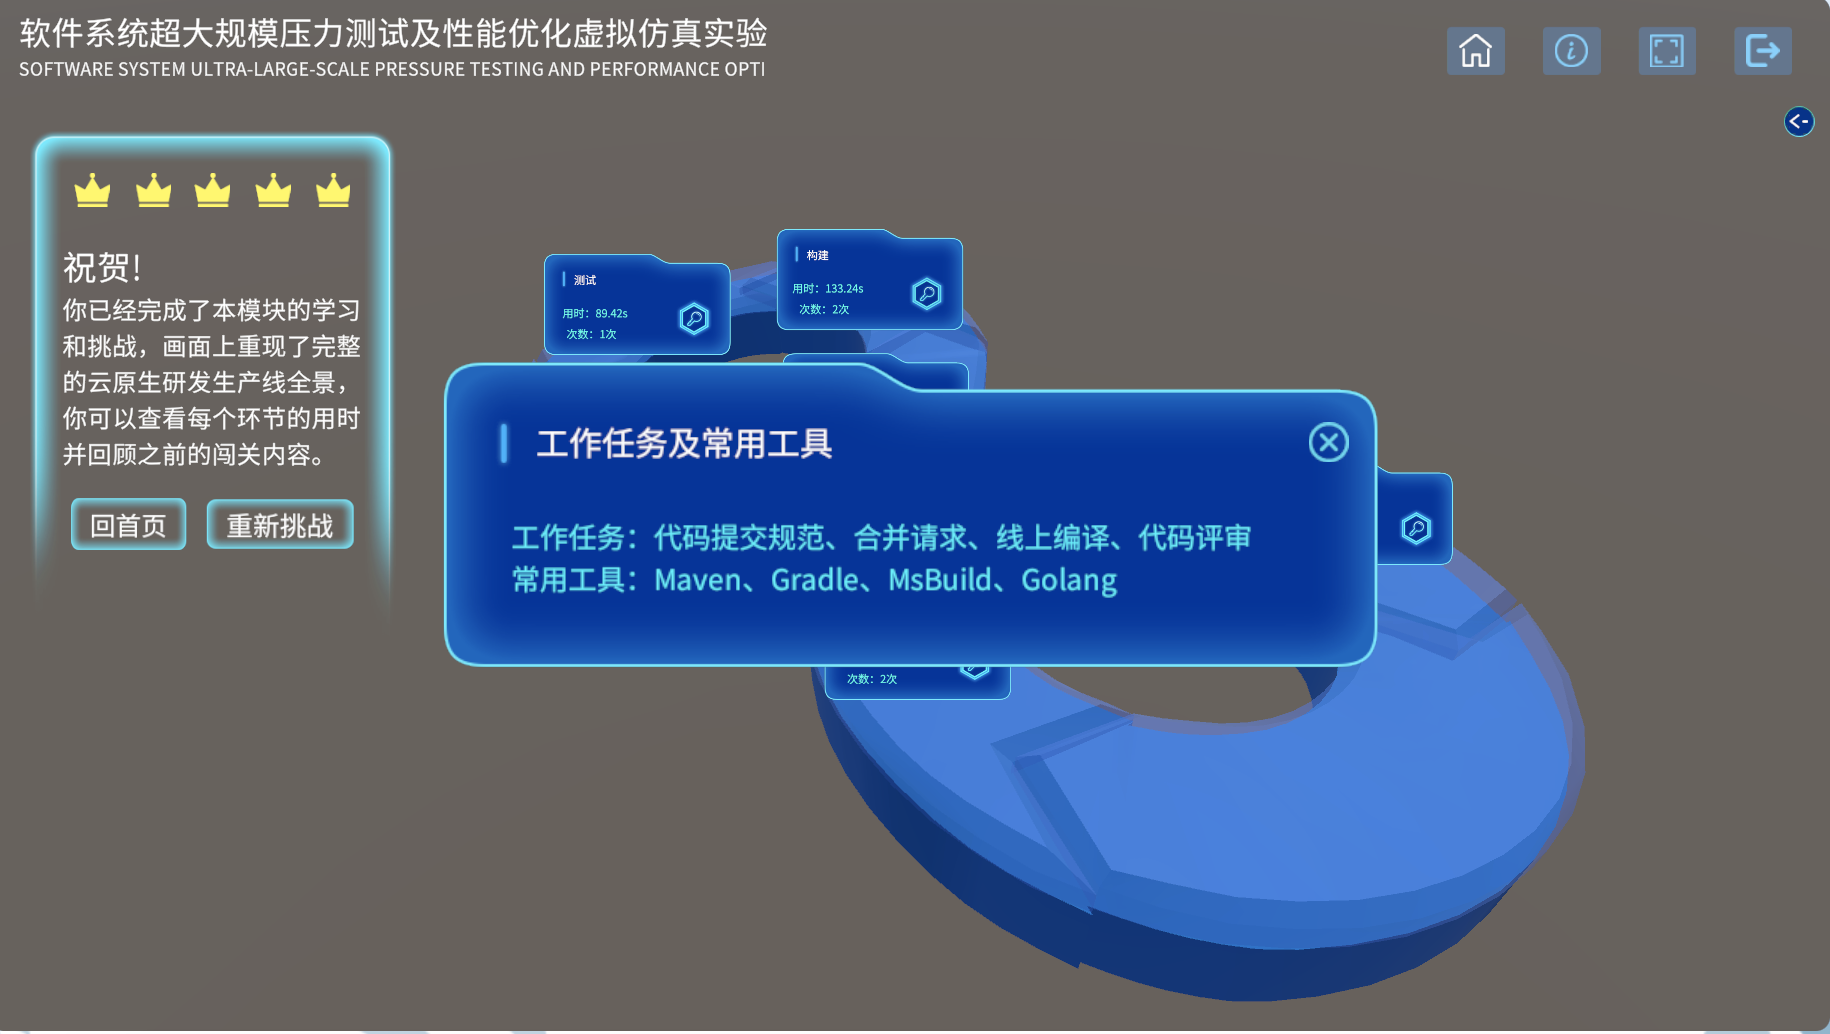 软件系统超大规模压力测试及性能优化虚拟仿真实验
SOFTWARE SYSTEM ULTRA-LARGE-SCALE PRESSURE TESTING AND PERFORMANCE OPTI
祝贺!
你已经完成了本模块的学习
和挑战，画面上重现了完整
的云原生研发生产线全景，
你可以查看每个环节的用时
并回顾之前的闯关内容。
回首页
重新挑战
测试
用时：89.42s
次数：1次
构建
用时：133.24s
次数：2次
工作任务及常用工具
工作任务：代码提交规范、合并请求、线上编译、代码评审
常用工具：Maven、Gradle、MsBuild、Golang
次数：2次